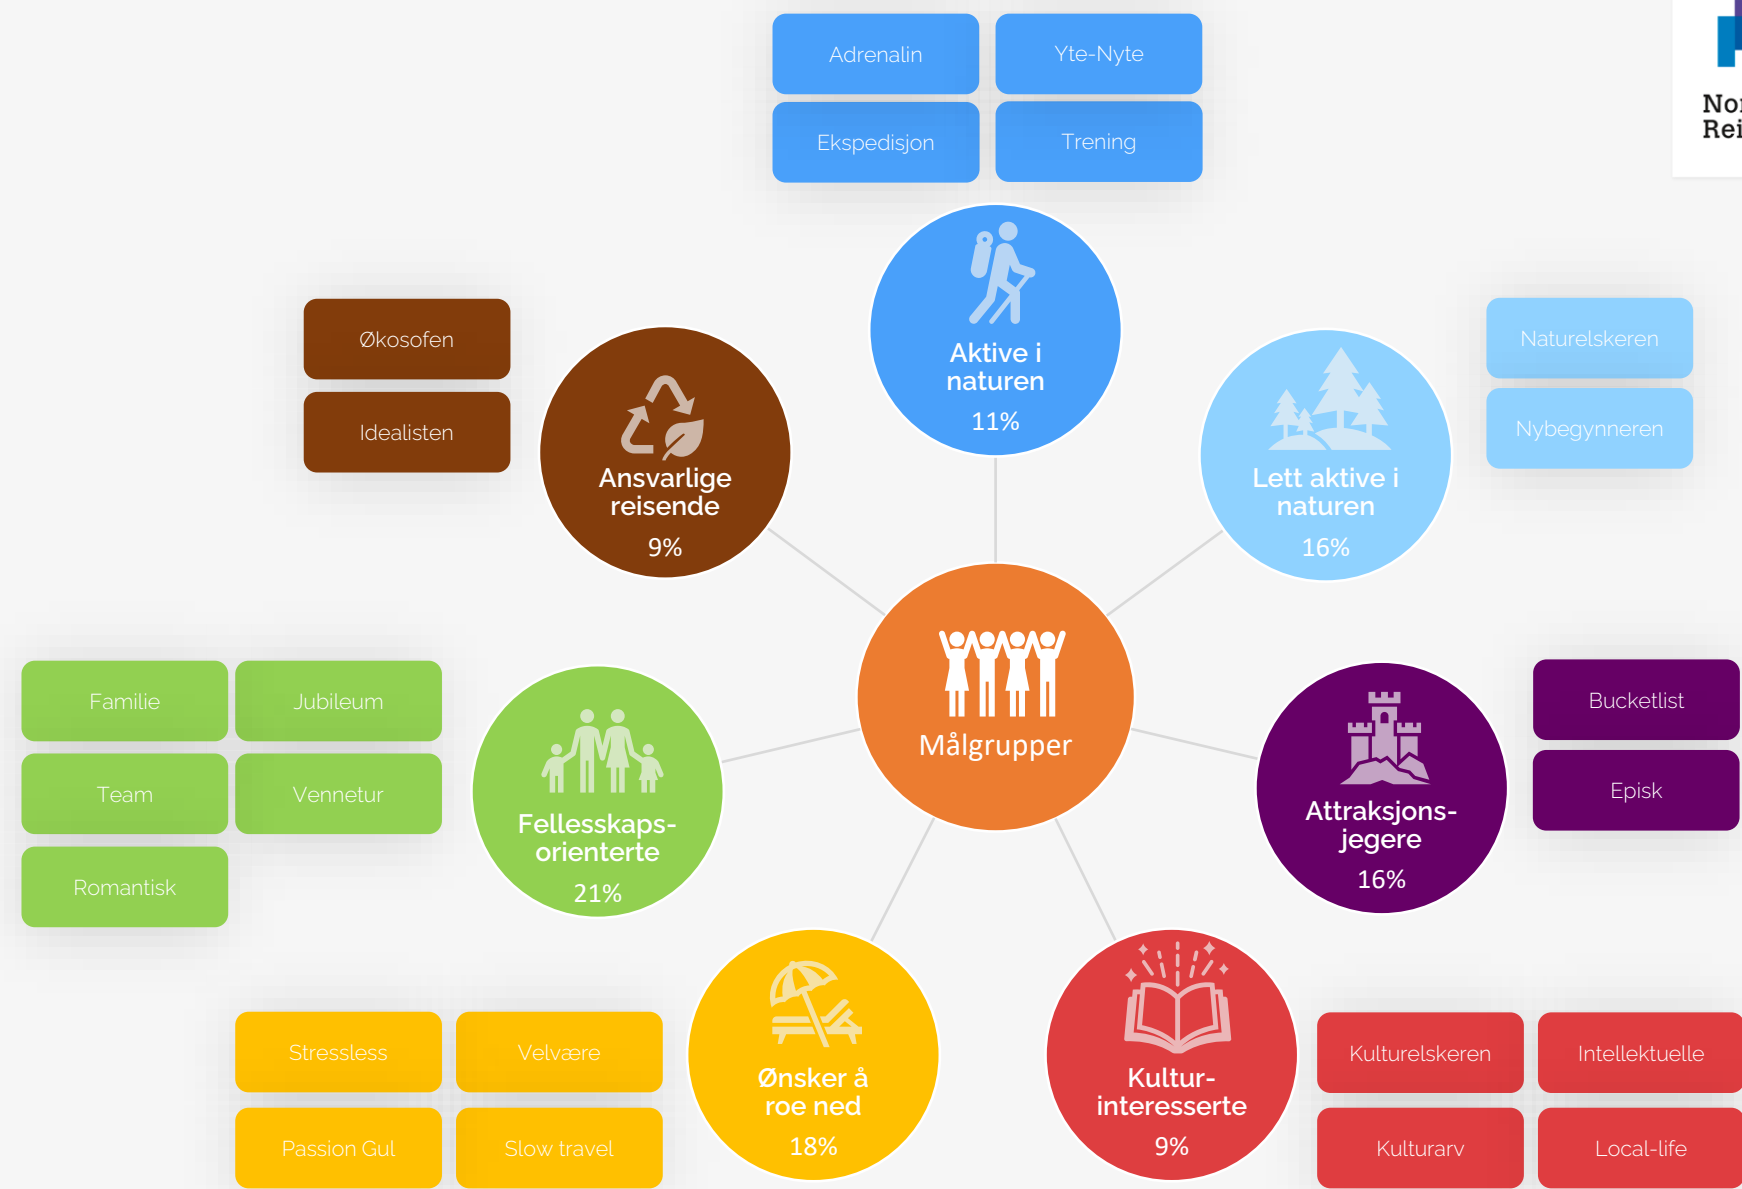 Adrenalin
Yte-Nyte
Ekspedisjon
Trening
Aktive i
naturen
11%
Økosofen
Idealisten
Ansvarlige
reisende
9%
Naturelskeren
Nybegynneren
Lett aktive i
naturen
16%
Målgrupper
Familie
Jubileum
Team
Vennetur
Romantisk
Fellesskaps-
orienterte
21%
Bucketlist
Episk
Attraksjons-
jegere
16%
Stressless
Velvære
Passion Gul
Slow travel
Ønsker å
roe ned
18%
Kultur-
interesserte
9%
Kulturelskeren
Intellektuelle
Kulturarv
Local-life